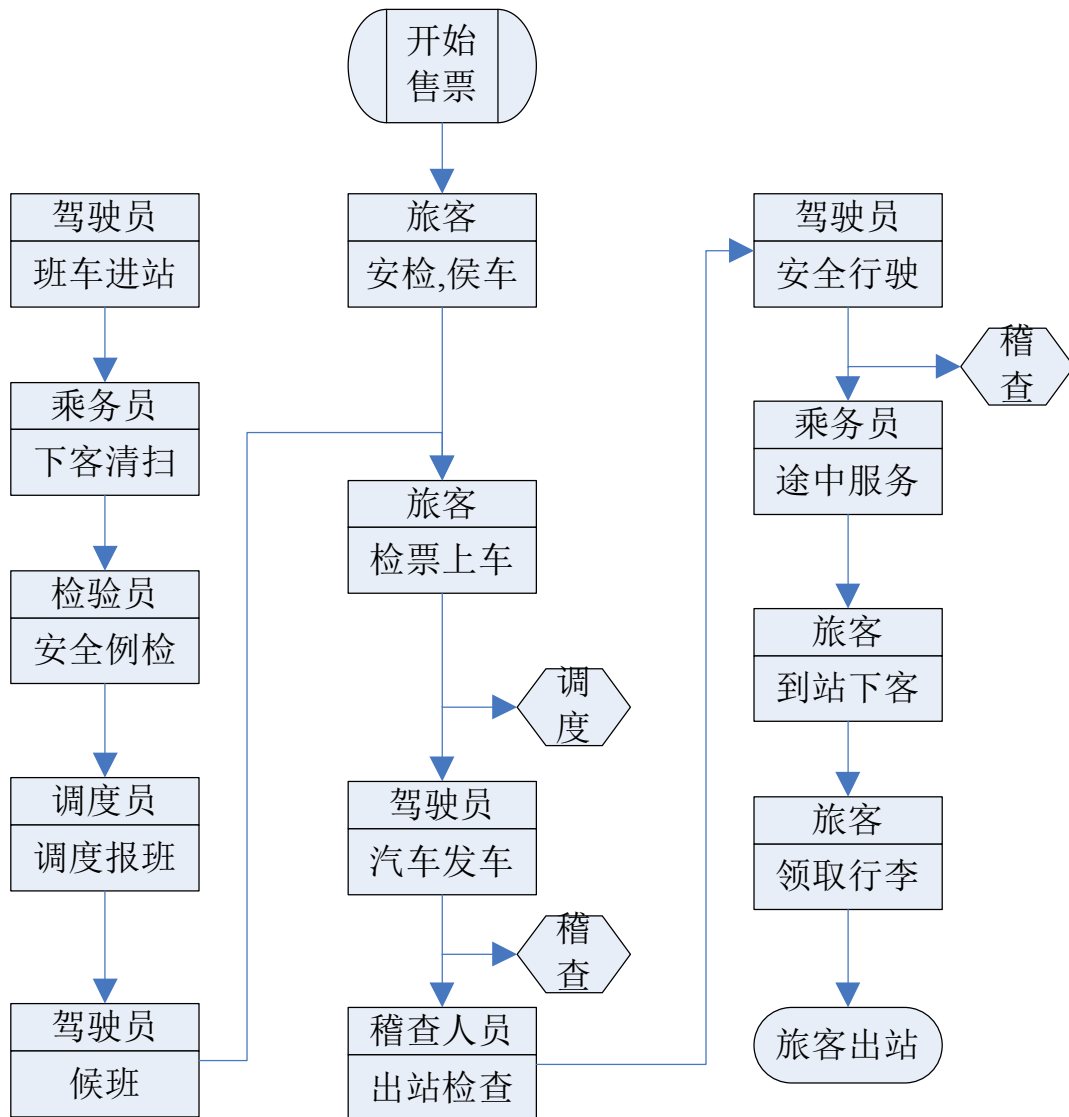 开始
售票
驾驶员
班车进站
乘务员
下客清扫
检验员
安全例检
调度员
调度报班
驾驶员
候班
旅客
安检,侯车
旅客
检票上车
调
度
驾驶员
汽车发车
稽
查
稽查人员
出站检查
驾驶员
安全行驶
稽
查
乘务员
途中服务
旅客
到站下客
旅客
领取行李
旅客出站